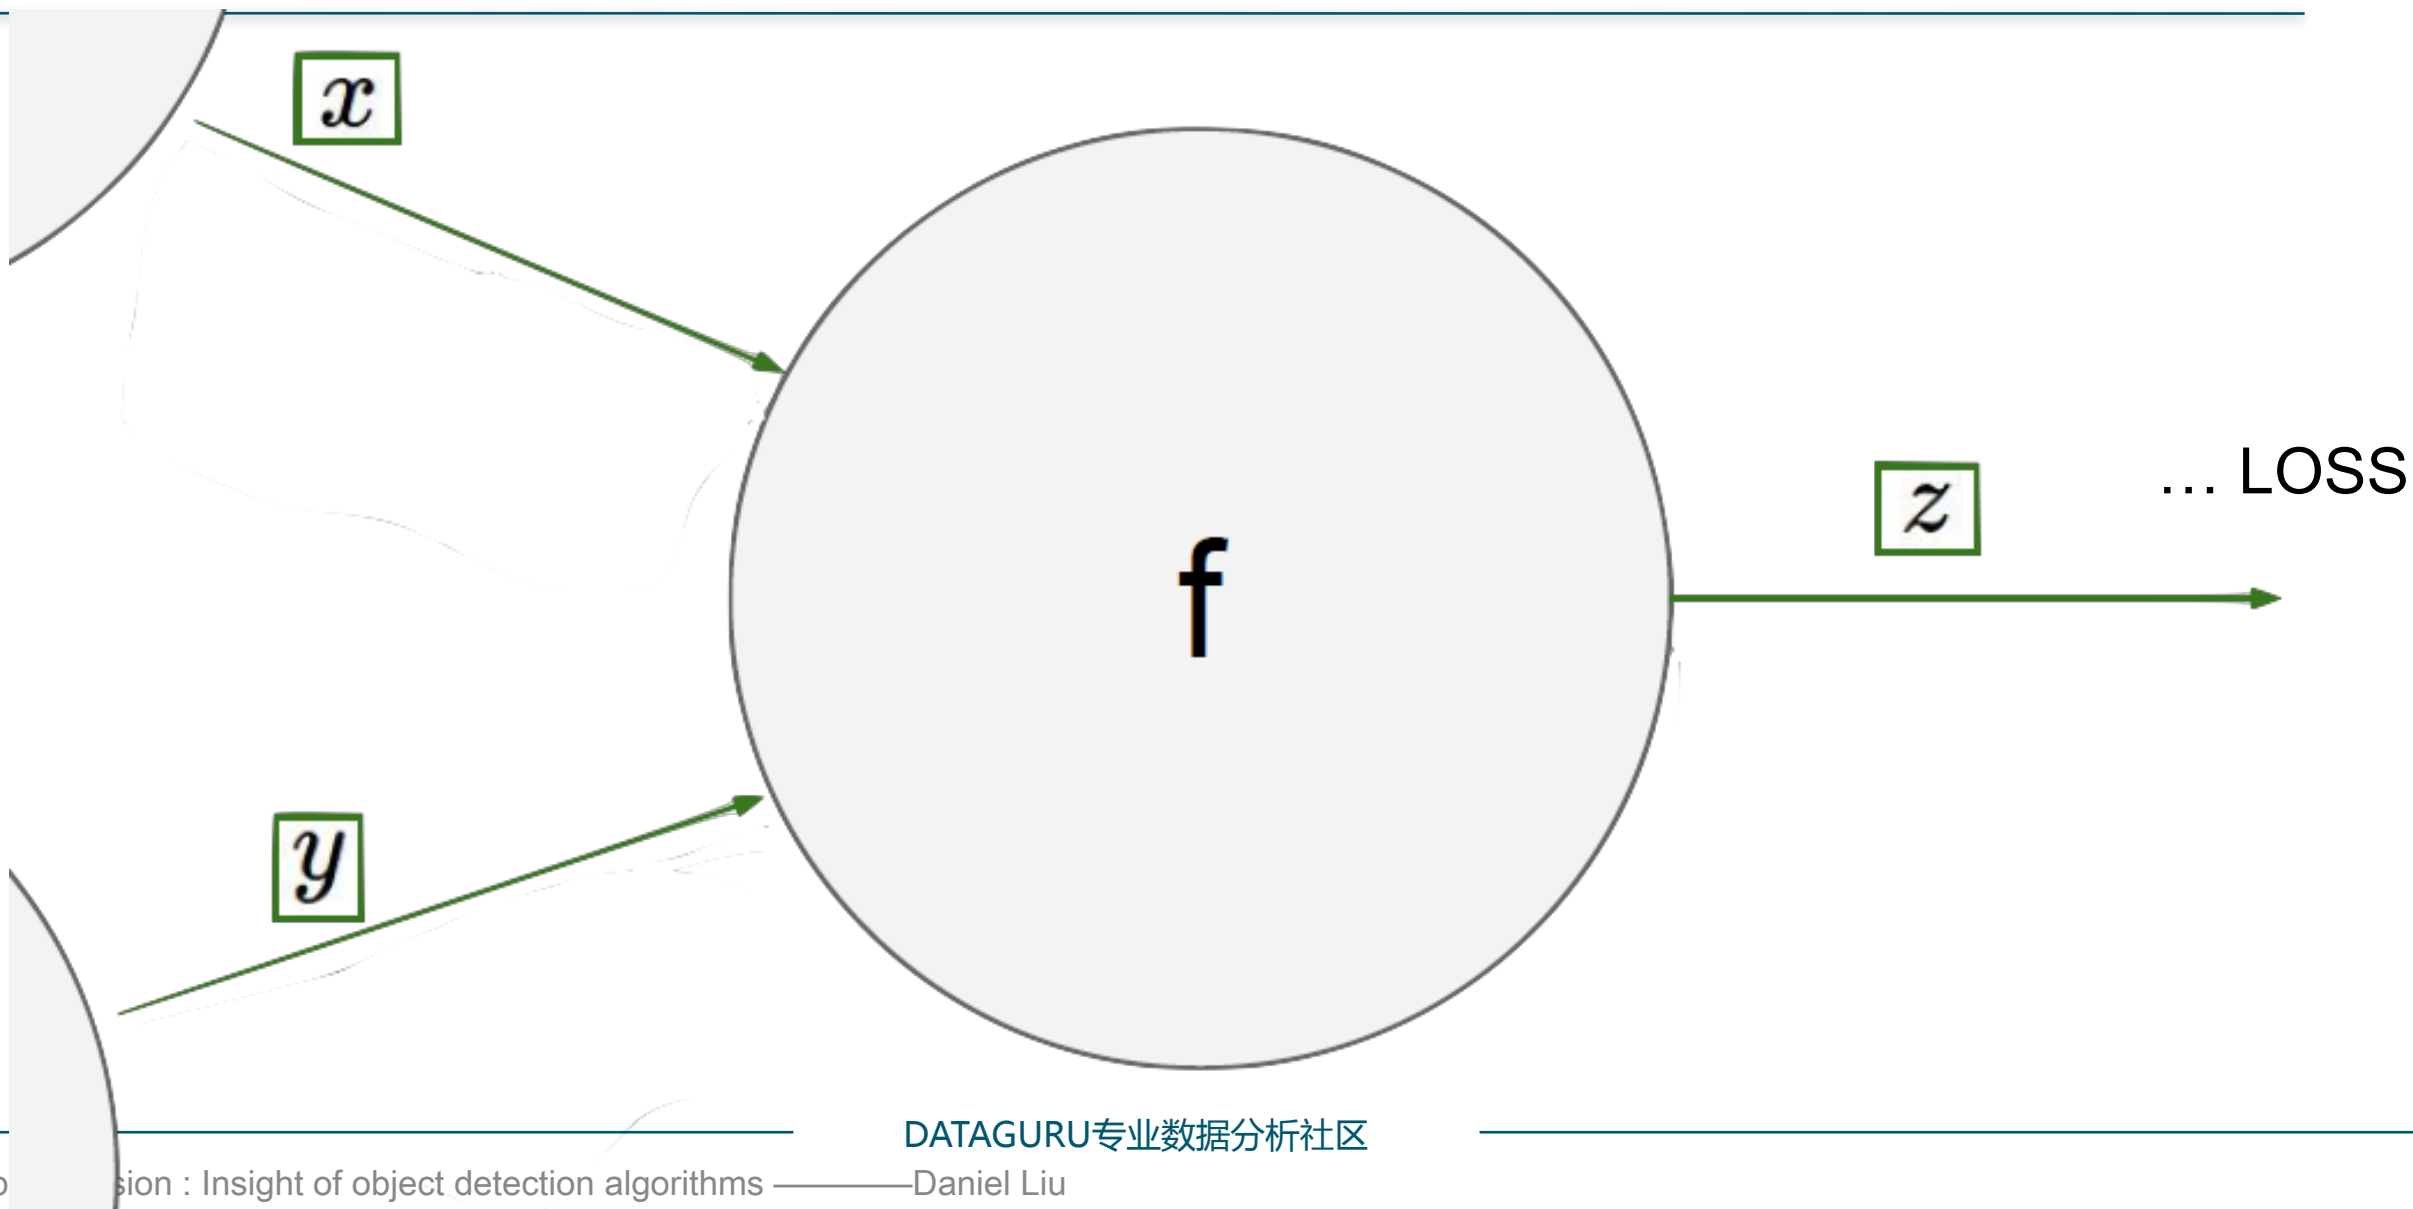 x
… LOSS
z
f
y
DATAGURU专业数据分析社区
sion : Insight of object detection algorithms ————Daniel Liu